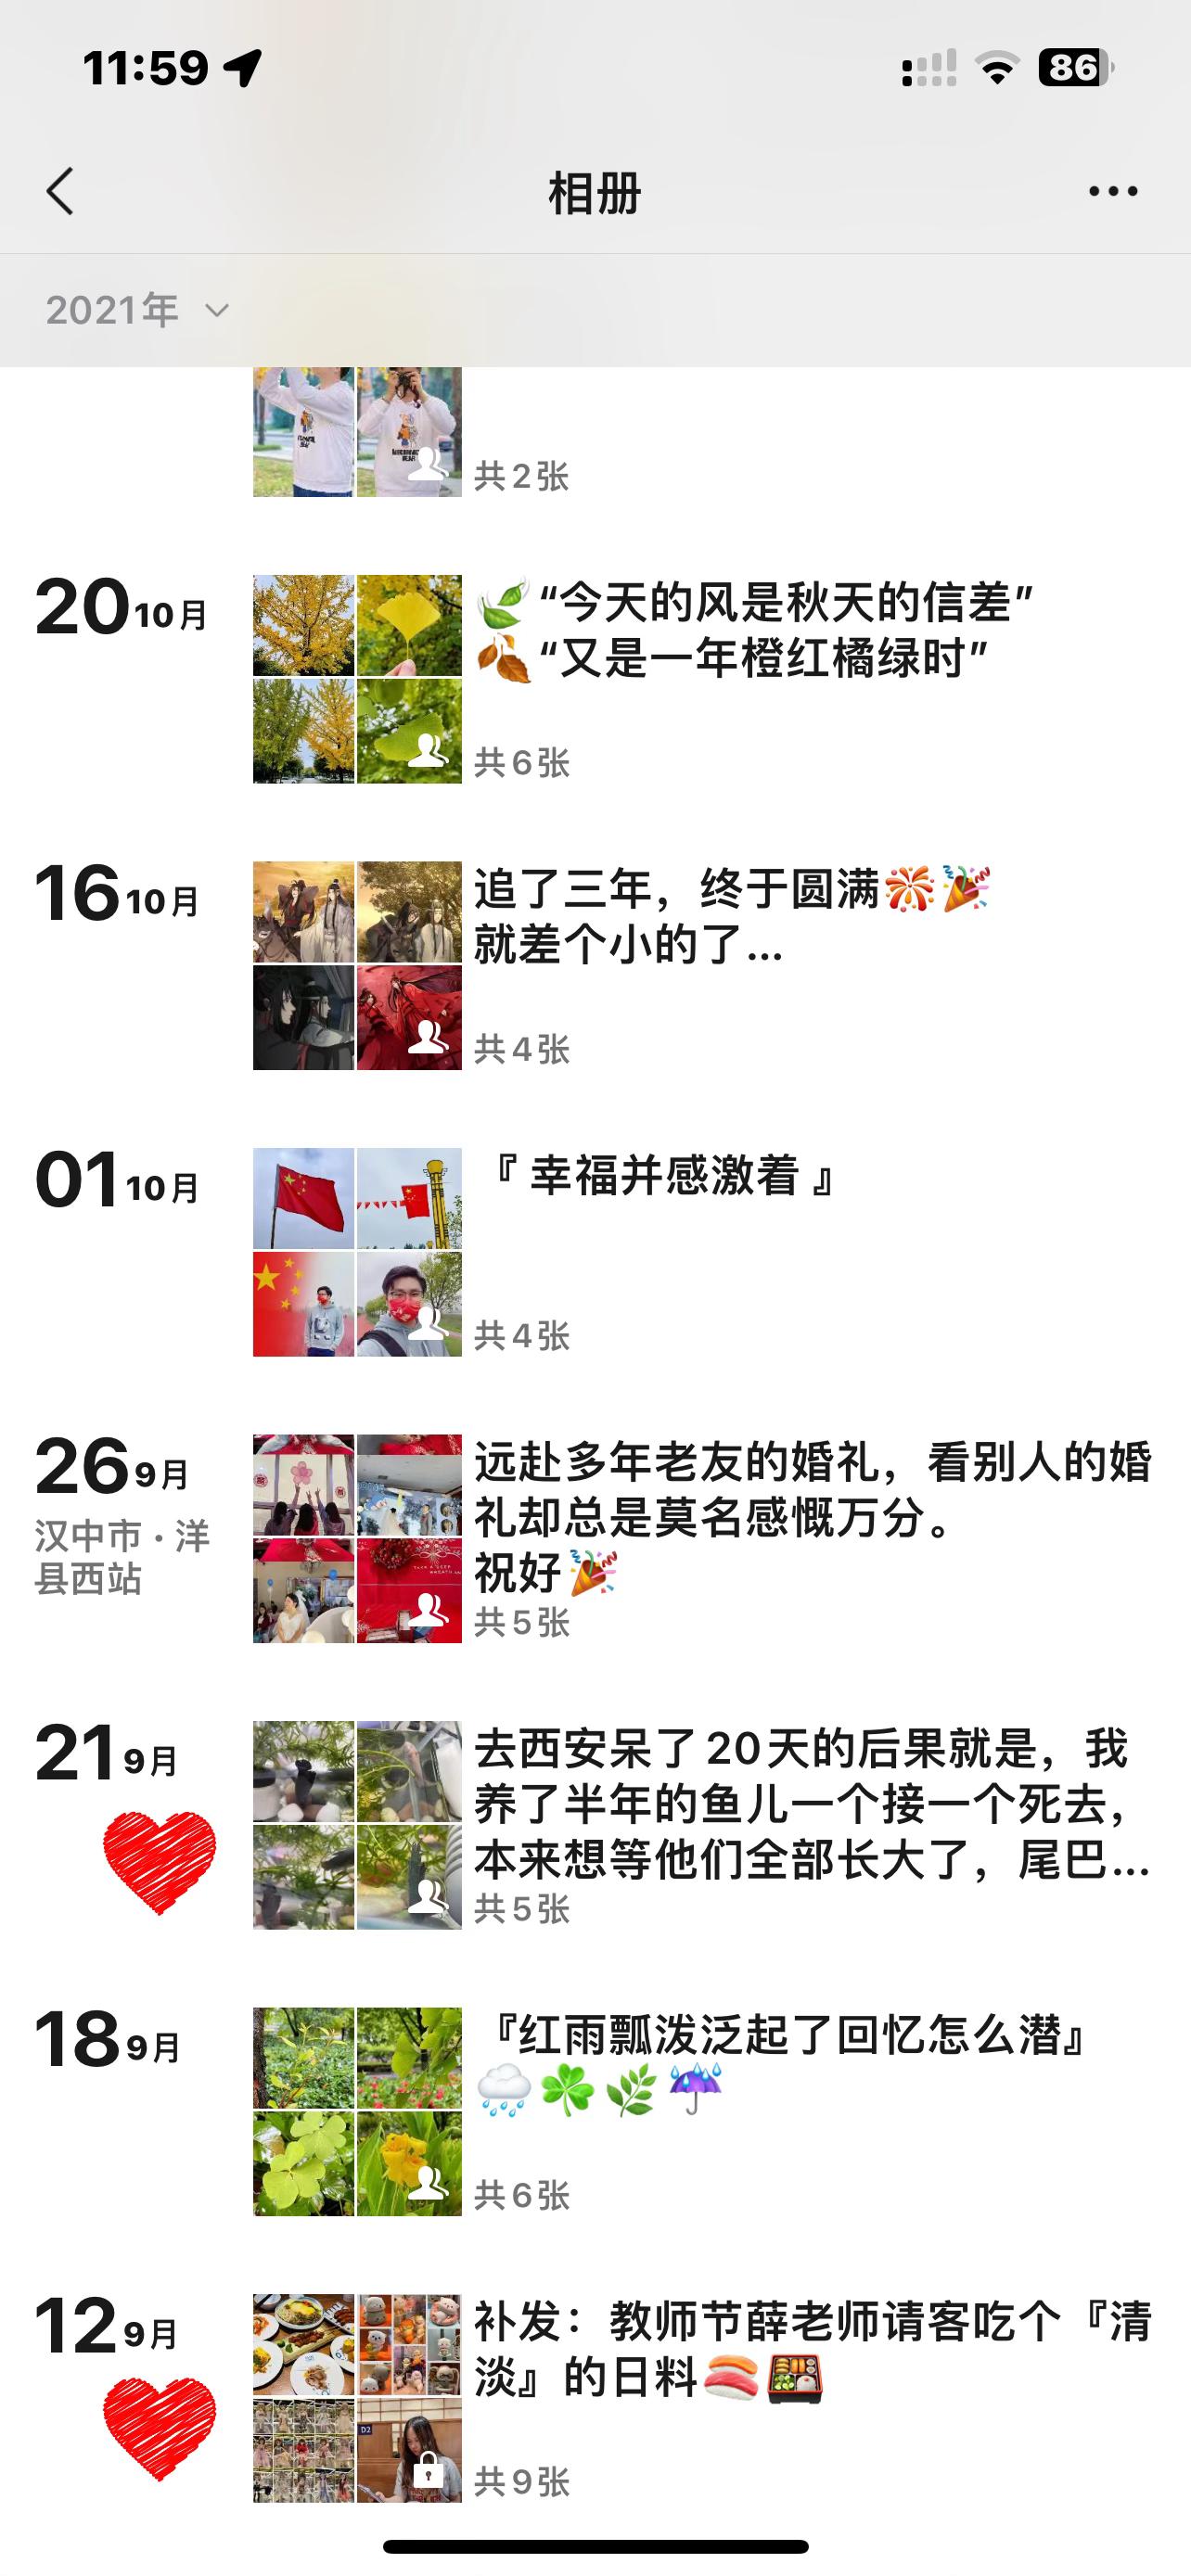 11:59
86
相册
2021年
共2张
20 10月
“今天的风是秋天的信差”
“又是一年橙红橘绿时”
共6张
16 10月
追了三年，终于圆满
就差个小的了...
共4张
01 10月
『 幸福并感激着 』
共4张
26 9月
汉中市·洋
县西站
远赴多年老友的婚礼，看别人的婚
礼却总是莫名感慨万分。
祝好
共5张
21 9月
去西安呆了20天的后果就是，我
养了半年的鱼儿一个接一个死去，
本来想等他们全部长大了，尾巴...
共5张
18 9月
『红雨瓢泼泛起了回忆怎么潜』
共6张
12 9月
补发：教师节薛老师请客吃个『清
淡』的日料
D2
共9张